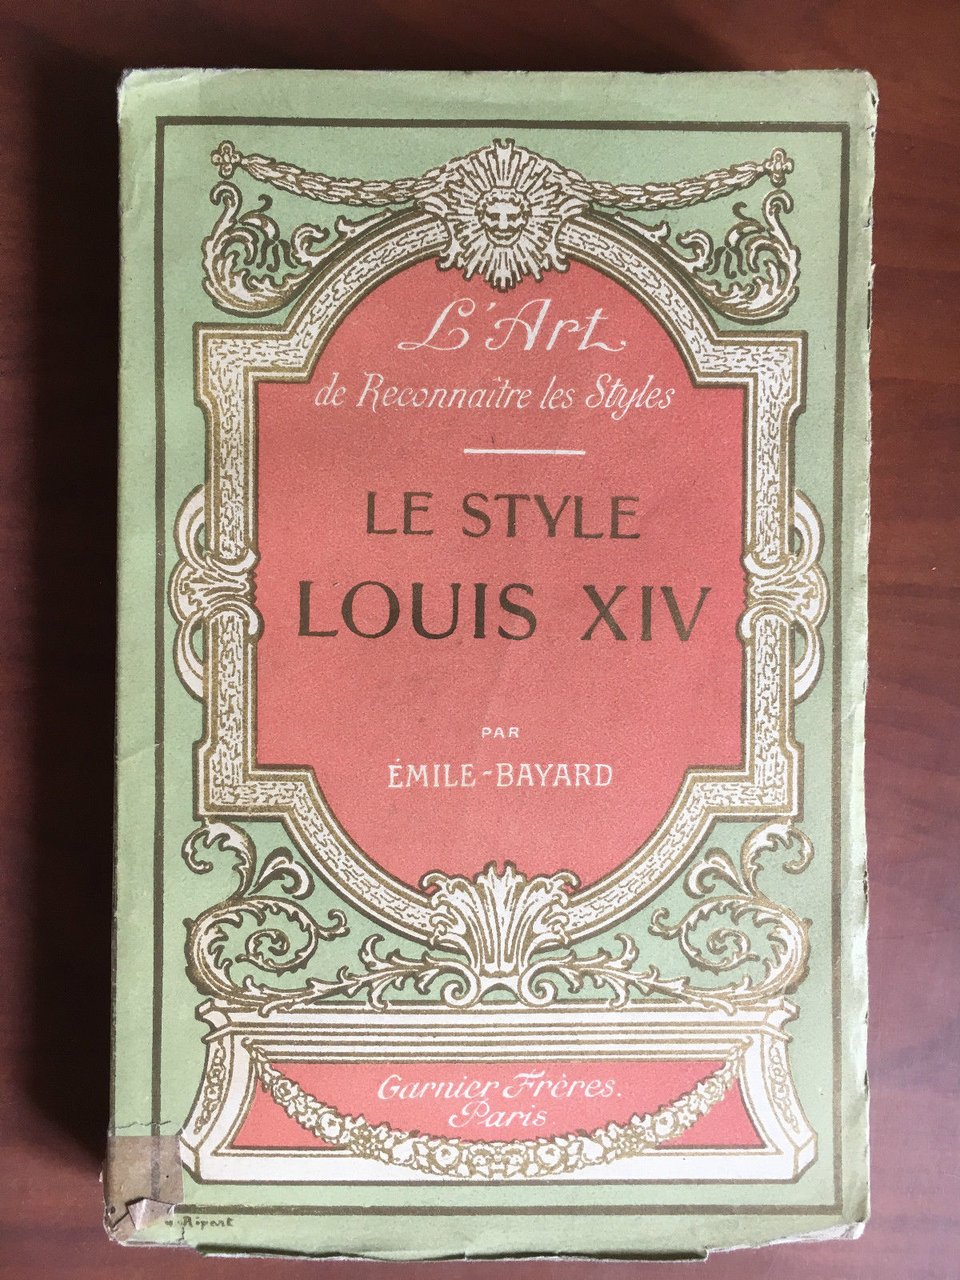 L'Art
de Reconnaître les Styles
LE STYLE
LOUIS XIV
PAR
ÉMILE-BAYARD
Garnier Frères.
Paris